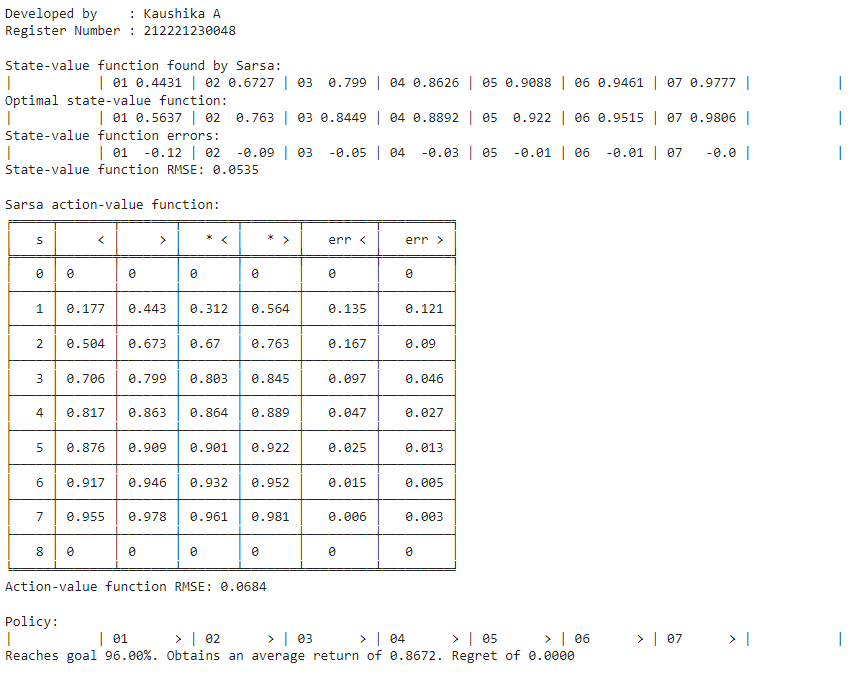 Developed by    : Kaushika A
Register Number : 212221230048
State-value function found by Sarsa:
|           | 01 0.4431 | 02 0.6727 | 03  0.799 | 04 0.8626 | 05 0.9088 | 06 0.9461 | 07 0.9777 |           |
Optimal state-value function:
|           | 01 0.5637 | 02  0.763 | 03 0.8449 | 04 0.8892 | 05  0.922 | 06 0.9515 | 07 0.9806 |           |
State-value function errors:
|           | 01  -0.12 | 02  -0.09 | 03  -0.05 | 04  -0.03 | 05  -0.01 | 06  -0.01 | 07   -0.0 |           |
State-value function RMSE: 0.0535
Sarsa action-value function:
s | < | > | * < | * > | err < | err >
0 | 0 | 0 | 0 | 0 | 0 | 0
1 | 0.177 | 0.443 | 0.312 | 0.564 | 0.135 | 0.121
2 | 0.504 | 0.673 | 0.67 | 0.763 | 0.167 | 0.09
3 | 0.706 | 0.799 | 0.803 | 0.845 | 0.097 | 0.046
4 | 0.817 | 0.863 | 0.864 | 0.889 | 0.047 | 0.027
5 | 0.876 | 0.909 | 0.901 | 0.922 | 0.025 | 0.013
6 | 0.917 | 0.946 | 0.932 | 0.952 | 0.015 | 0.005
7 | 0.955 | 0.978 | 0.961 | 0.981 | 0.006 | 0.003
8 | 0 | 0 | 0 | 0 | 0 | 0
Action-value function RMSE: 0.0684
Policy:
|           | 01      > | 02      > | 03      > | 04      > | 05      > | 06      > | 07      > |           |
Reaches goal 96.00%. Obtains an average return of 0.8672. Regret of 0.0000